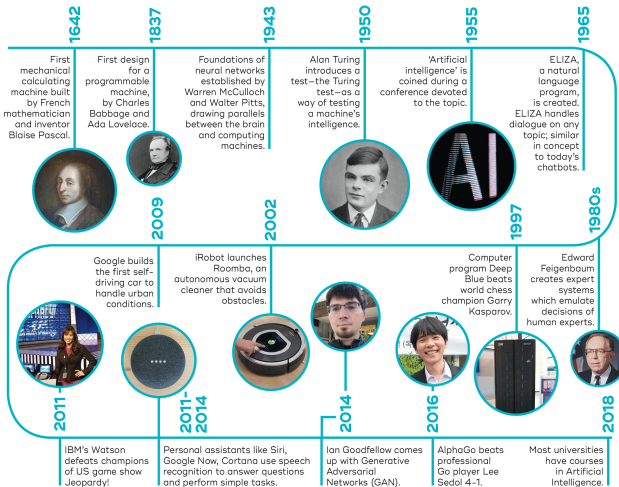 1642
First
mechanical
calculating
machine built
by French
mathematician
and inventor
Blaise Pascal.
1837
First design
for a
programmable
machine,
by Charles
Babbage and
Ada Lovelace.
1943
Foundations of
neural networks
established by
Warren McCulloch
and Walter Pitts,
drawing parallels
between the brain
and computing
machines.
1950
Alan Turing
introduces a
test—the Turing
test—as a
way of testing
a machine's
intelligence.
1955
'Artificial
intelligence' is
coined during a
conference devoted
to the topic.
AI
1965
ELIZA,
a natural
language
program,
is created.
ELIZA handles
dialogue on any
topic; similar
in concept
to today's
chatbots.
1980s
Edward
Feigenbaum
creates expert
systems
which emulate
decisions of
human experts.
1997
Computer
program Deep
Blue beats
world chess
champion Garry
Kasparov.
2002
iRobot launches
Roomba, an
autonomous vacuum
cleaner that avoids
obstacles.
2009
Google builds
the first self-
driving car to
handle urban
conditions.
2011
IBM's Watson
defeats champions
of US game show
Jeopardy!
2011-
2014
Personal assistants like Siri,
Google Now, Cortana use speech
recognition to answer questions
and perform simple tasks.
2014
Ian Goodfellow comes
up with Generative
Adversarial
Networks (GAN).
2016
AlphaGo beats
professional
Go player Lee
Sedol 4-1.
2018
Most universities
have courses
in Artificial
Intelligence.